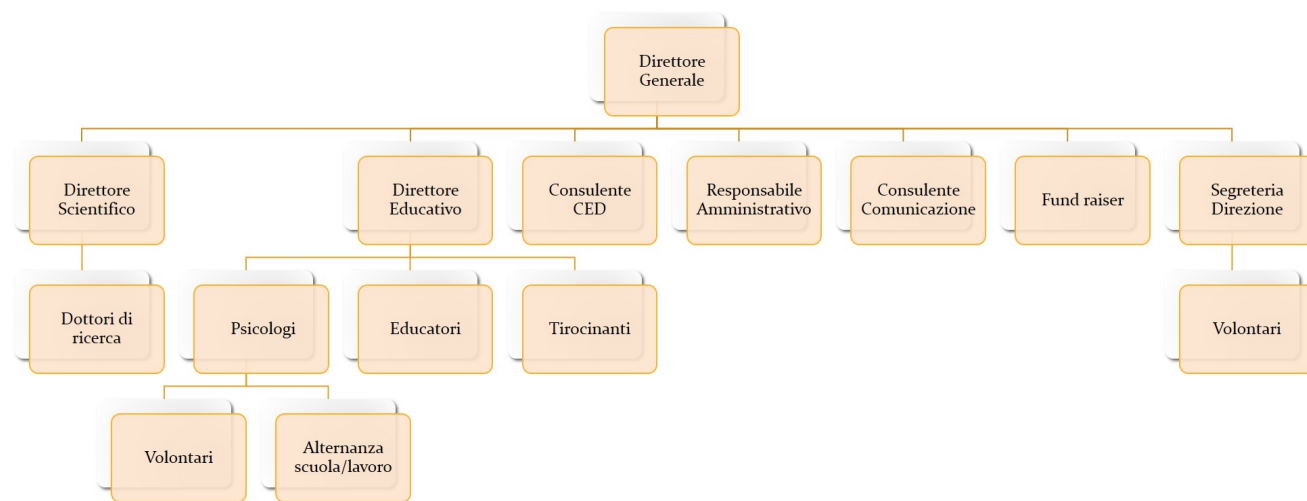 Direttore
Generale
Direttore
Scientifico
Direttore
Educativo
Consulente
CED
Responsabile
Amministrativo
Consulente
Comunicazione
Fund raiser
Segreteria
Direzione
Dottori di
ricerca
Psicologi
Educatori
Tirocinanti
Volontari
Volontari
Alternanza
scuola/lavoro